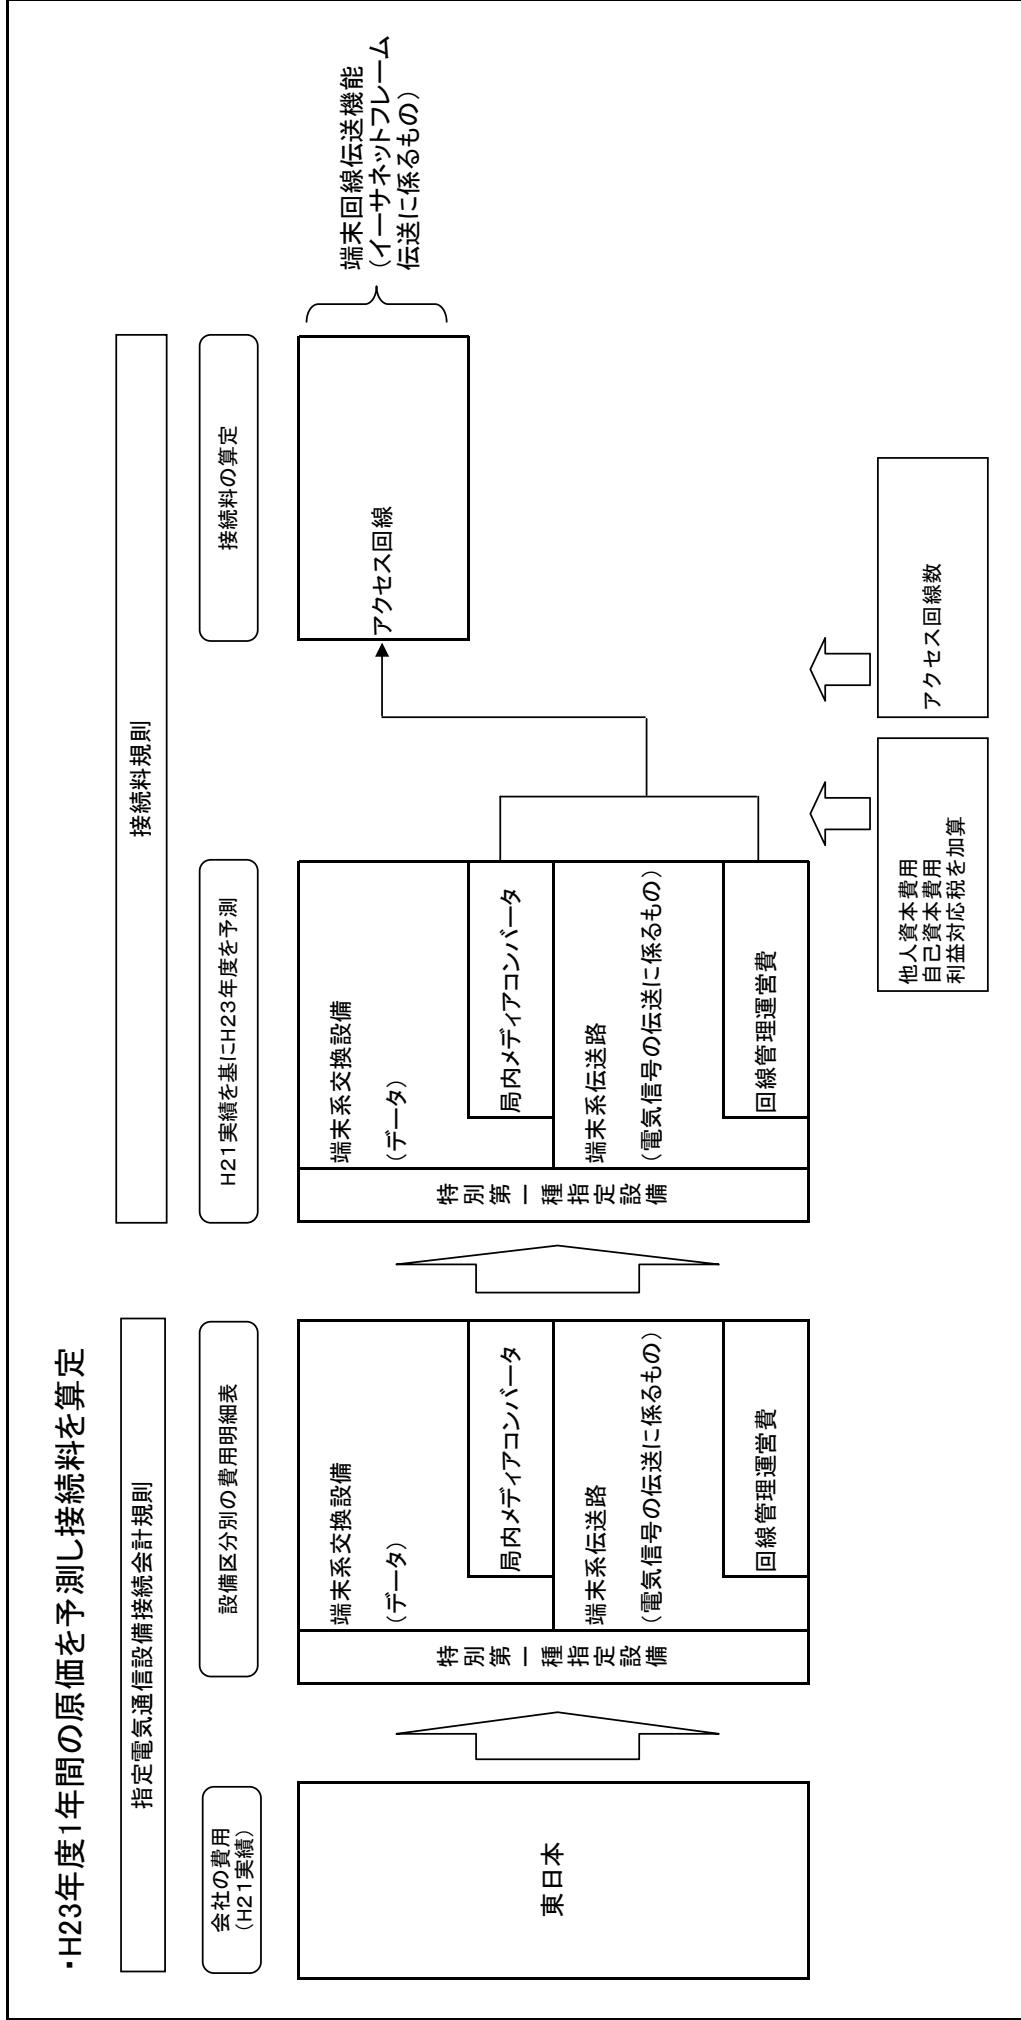 ・H23年度1年間の原価を予測し接続料を算定
指定電気通信設備接続会計規則
接続料規則
会社の費用
（H21実績）
設備区分別の費用明細表
H21実績を基にH23年度を予測
接続料の算定
東日本
特別第一種指定設備
端末系交換設備
（データ）
局内メディアコンバータ
端末系伝送路
（電気信号の伝送に係るもの）
回線管理運営費
特別第一種指定設備
端末系交換設備
（データ）
局内メディアコンバータ
端末系伝送路
（電気信号の伝送に係るもの）
回線管理運営費
アクセス回線
端末回線伝送機能
（イーサネットフレーム
伝送に係るもの）
他人資本費用
自己資本費用
利益対応税を加算
アクセス回線数